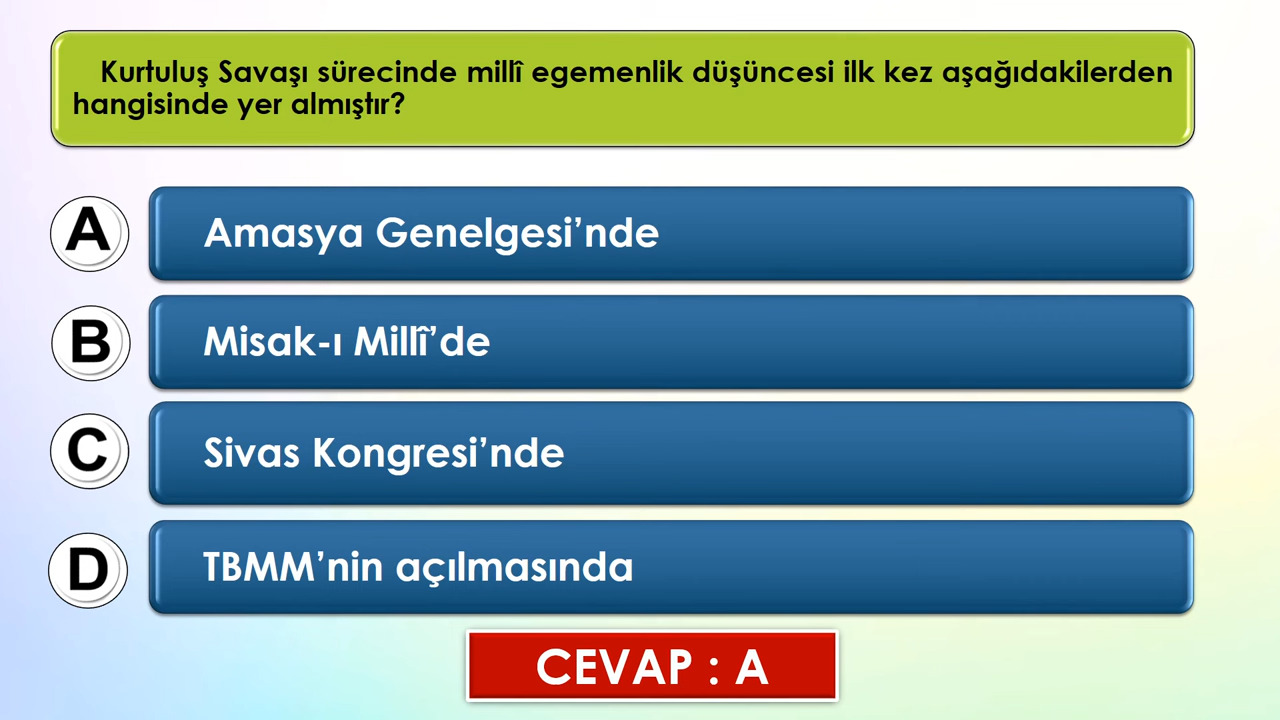 Kurtuluş Savaşı sürecinde millî egemenlik düşüncesi ilk kez aşağıdakilerden
hangisinde yer almıştır?
A Amasya Genelgesi’nde
B Misak-ı Millî’de
C Sivas Kongresi’nde
D TBMM’nin açılmasında
CEVAP : A